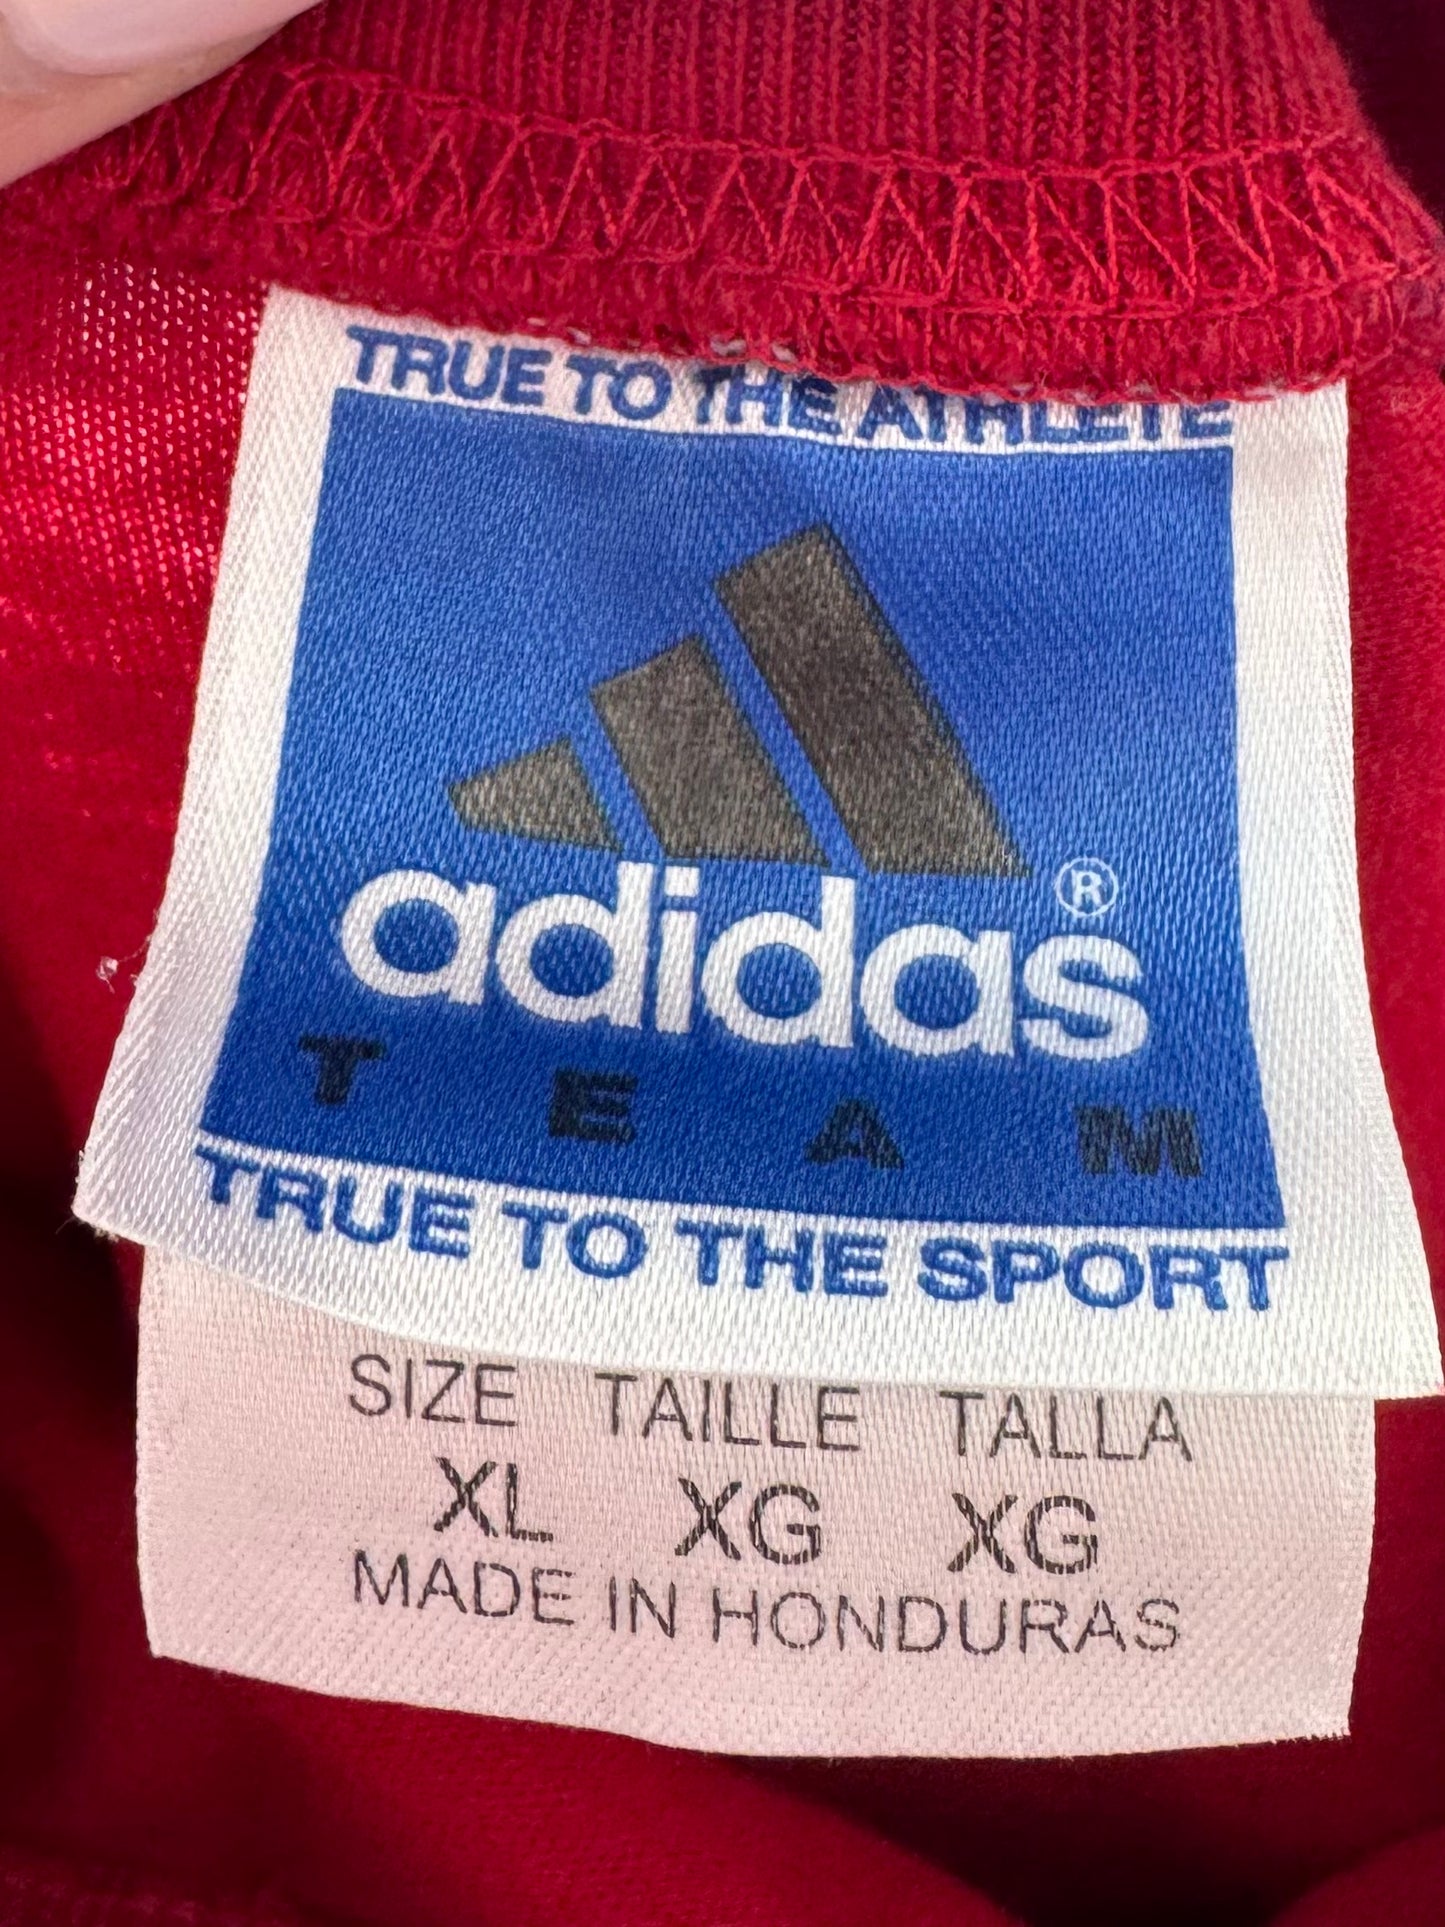 TRUE TO THE ATHLETE
adidas®
TEAM
TRUE TO THE SPORT
SIZE TAILLE TALLA
XL XG XG
MADE IN HONDURAS